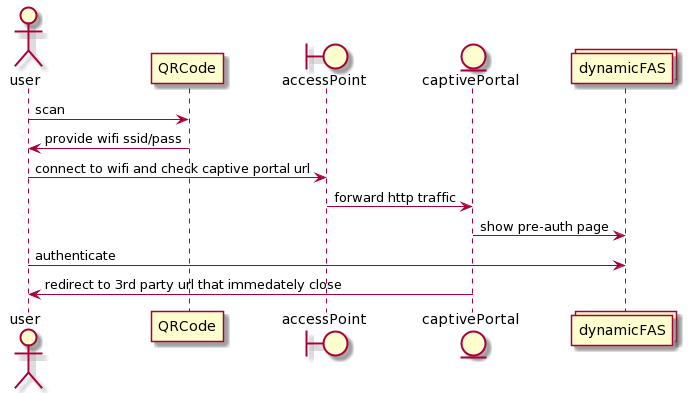 user
QRCode
accessPoint
captivePortal
dynamicFAS
scan
provide wifi ssid/pass
connect to wifi and check captive portal url
forward http traffic
show pre-auth page
authenticate
redirect to 3rd party url that immedately close
user
QRCode
accessPoint
captivePortal
dynamicFAS